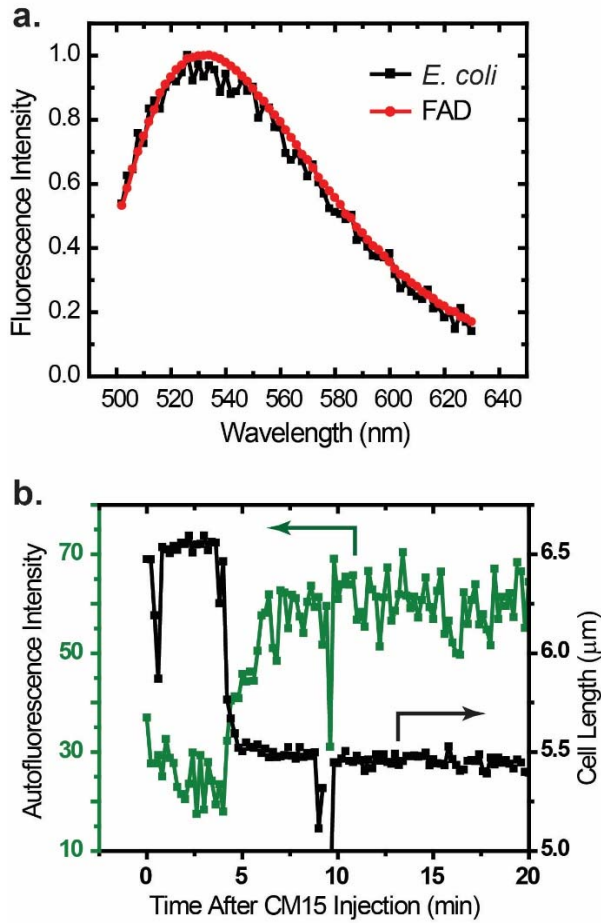 a.
1.0
0.8
0.6
0.4
0.2
0.0
Fluorescence Intensity
E. coli
FAD
500 520 540 560 580 600 620 640
Wavelength (nm)
b.
70
50
30
10
Autofluorescence Intensity
6.5
6.0
5.5
5.0
Cell Length (μm)
0 5 10 15 20
Time After CM15 Injection (min)